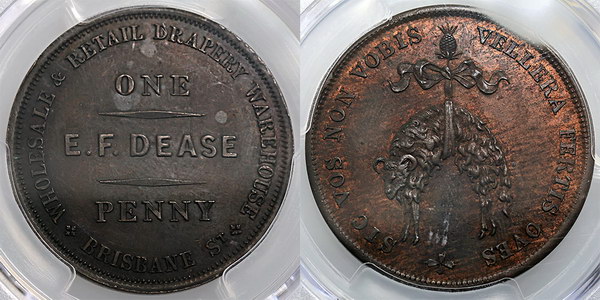 WHOLESALE & RETAIL DRAPERY WAREHOUSE
ONE
E.F. DEASE
PENNY
BRISBANE ST.
SIC VOS NON VOBIS VELLERA FERTIS OVES